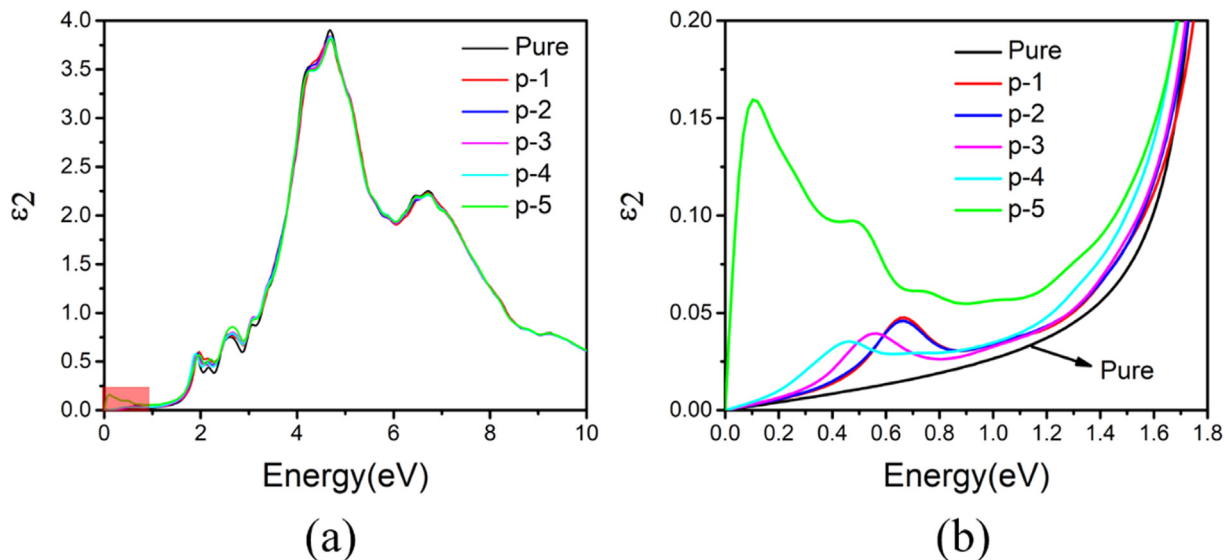 4.0
3.5
3.0
2.5
2.0
1.5
1.0
0.5
0.0
ε2
0 2 4 6 8 10
Energy(eV)
Pure
p-1
p-2
p-3
p-4
p-5
(a)
0.20
0.15
0.10
0.05
0.00
ε2
0.0 0.2 0.4 0.6 0.8 1.0 1.2 1.4 1.6 1.8
Energy(eV)
Pure
p-1
p-2
p-3
p-4
p-5
Pure
(b)